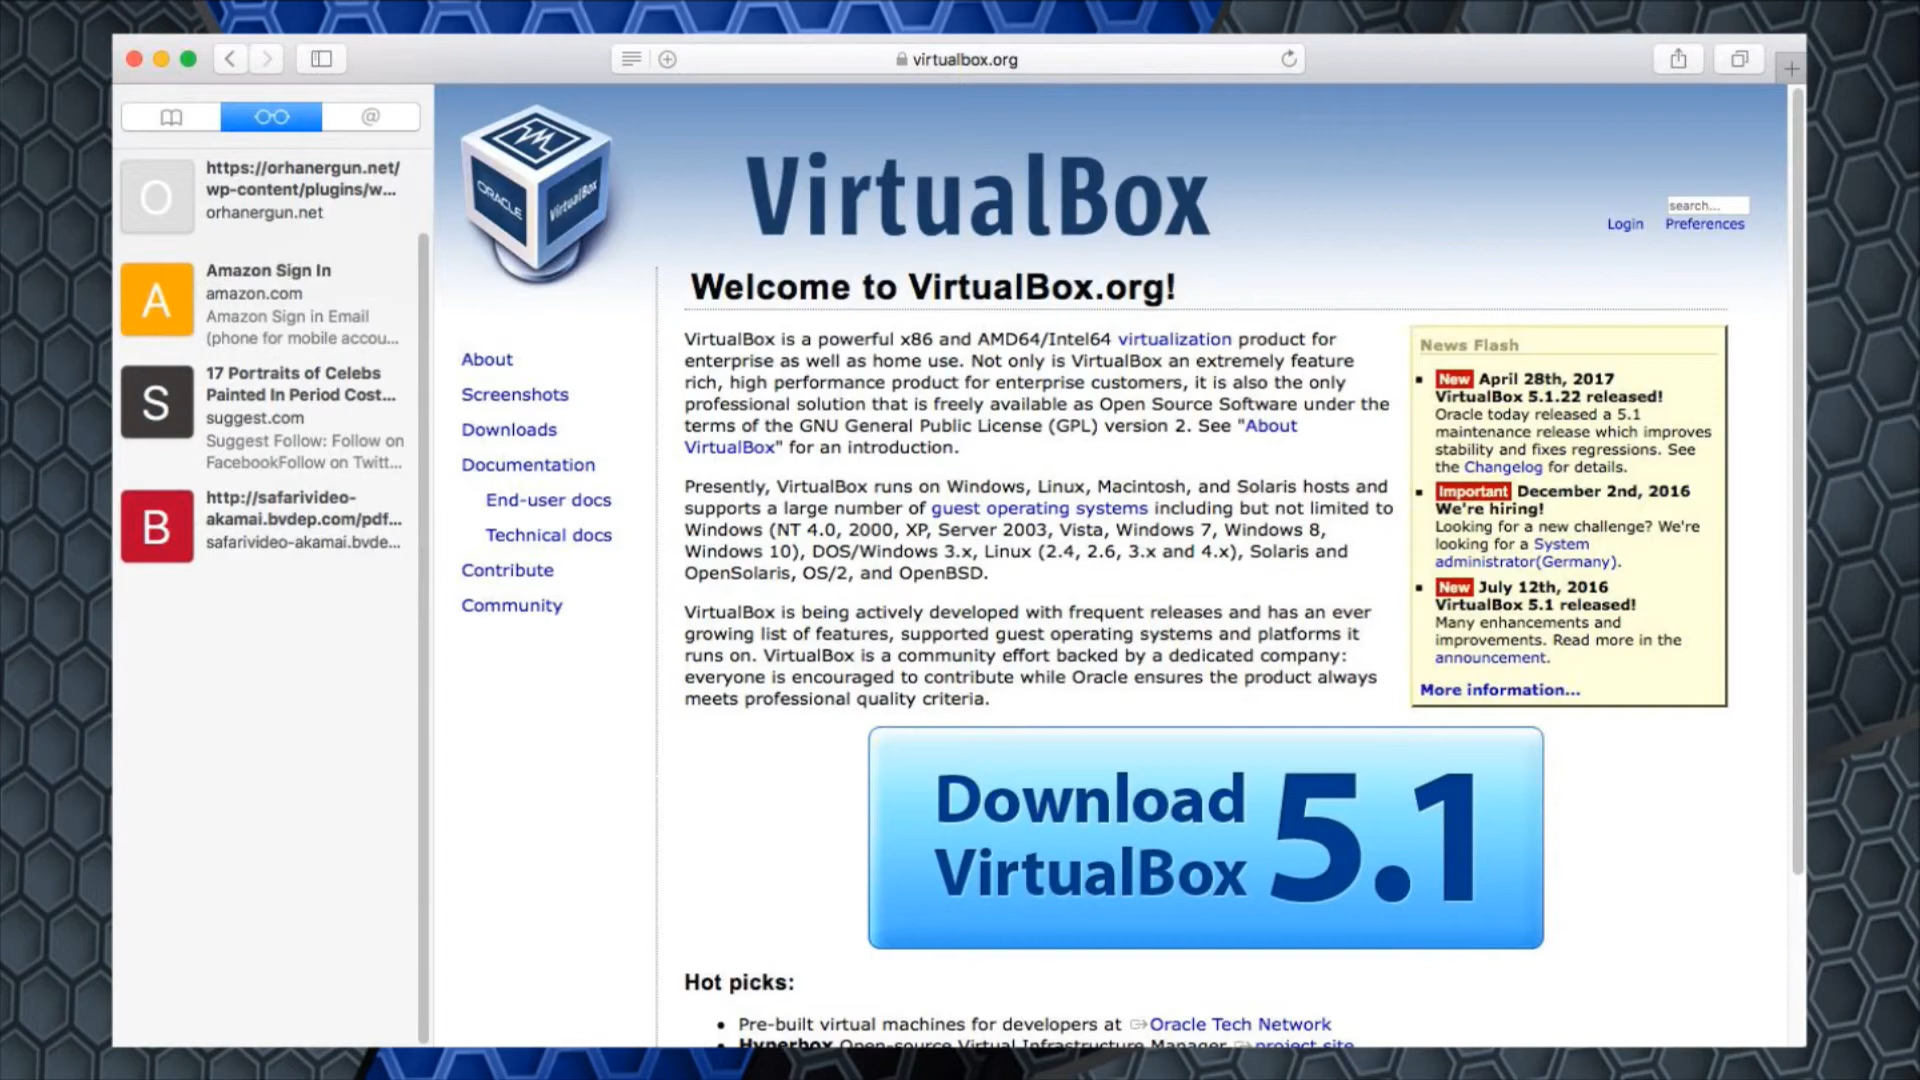 virtualbox.org
@
O
https://orhanergun.net/
wp-content/plugins/w...
orhanergun.net
A
Amazon Sign In
amazon.com
Amazon Sign in Email
(phone for mobile accou...
S
17 Portraits of Celebs
Painted In Period Cost...
suggest.com
Suggest Follow: Follow on
FacebookFollow on Twitt...
B
http://safarivideo-
akamai.bvdep.com/pdf...
safarivideo-akamai.bvde...
ORACLE
VirtualBox
VirtualBox
search...
Login Preferences
About
Screenshots
Downloads
Documentation
End-user docs
Technical docs
Contribute
Community
Welcome to VirtualBox.org!
VirtualBox is a powerful x86 and AMD64/Intel64 virtualization product for
enterprise as well as home use. Not only is VirtualBox an extremely feature
rich, high performance product for enterprise customers, it is also the only
professional solution that is freely available as Open Source Software under the
terms of the GNU General Public License (GPL) version 2. See "About
VirtualBox" for an introduction.
Presently, VirtualBox runs on Windows, Linux, Macintosh, and Solaris hosts and
supports a large number of guest operating systems including but not limited to
Windows (NT 4.0, 2000, XP, Server 2003, Vista, Windows 7, Windows 8,
Windows 10), DOS/Windows 3.x, Linux (2.4, 2.6, 3.x and 4.x), Solaris and
OpenSolaris, OS/2, and OpenBSD.
VirtualBox is being actively developed with frequent releases and has an ever
growing list of features, supported guest operating systems and platforms it
runs on. VirtualBox is a community effort backed by a dedicated company:
everyone is encouraged to contribute while Oracle ensures the product always
meets professional quality criteria.
News Flash
New April 28th, 2017
VirtualBox 5.1.22 released!
Oracle today released a 5.1
maintenance release which improves
stability and fixes regressions. See
the Changelog for details.
Important December 2nd, 2016
We're hiring!
Looking for a new challenge? We're
looking for a System
administrator(Germany).
New July 12th, 2016
VirtualBox 5.1 released!
Many enhancements and
improvements. Read more in the
announcement.
More information...
Download
VirtualBox
5.1
Hot picks:
Pre-built virtual machines for developers at Oracle Tech Network
Hyperbox Open-source Virtual Infrastructure Manager project site